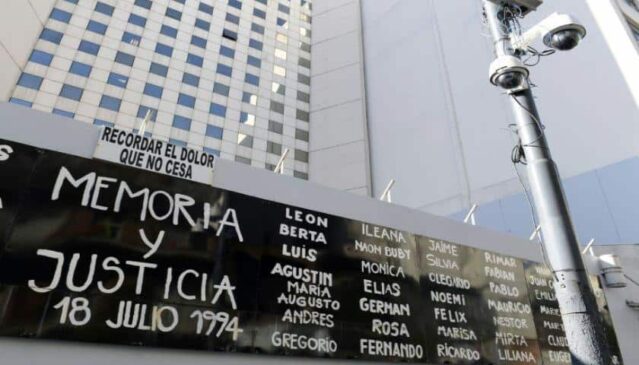 RECORDAR EL DOLOR
QUE NO CESA
MEMORIA
y
JUSTICIA
18 JULIO 1994
LEON
BERTA
LUIS
AGUSTIN
MARIA
AUGUSTO
ANDRES
GREGORIO
ILEANA
NAON BUBY
MONICA
ELIAS
GERMAN
ROSA
FERNANDO
JAIME
SILVIA
CLEGIRIO
NOEMI
FELIX
MARISA
RICARDO
RIMAR
FABIAN
PABLO
MAURICIO
NESTOR
MIRTA
LILIANA